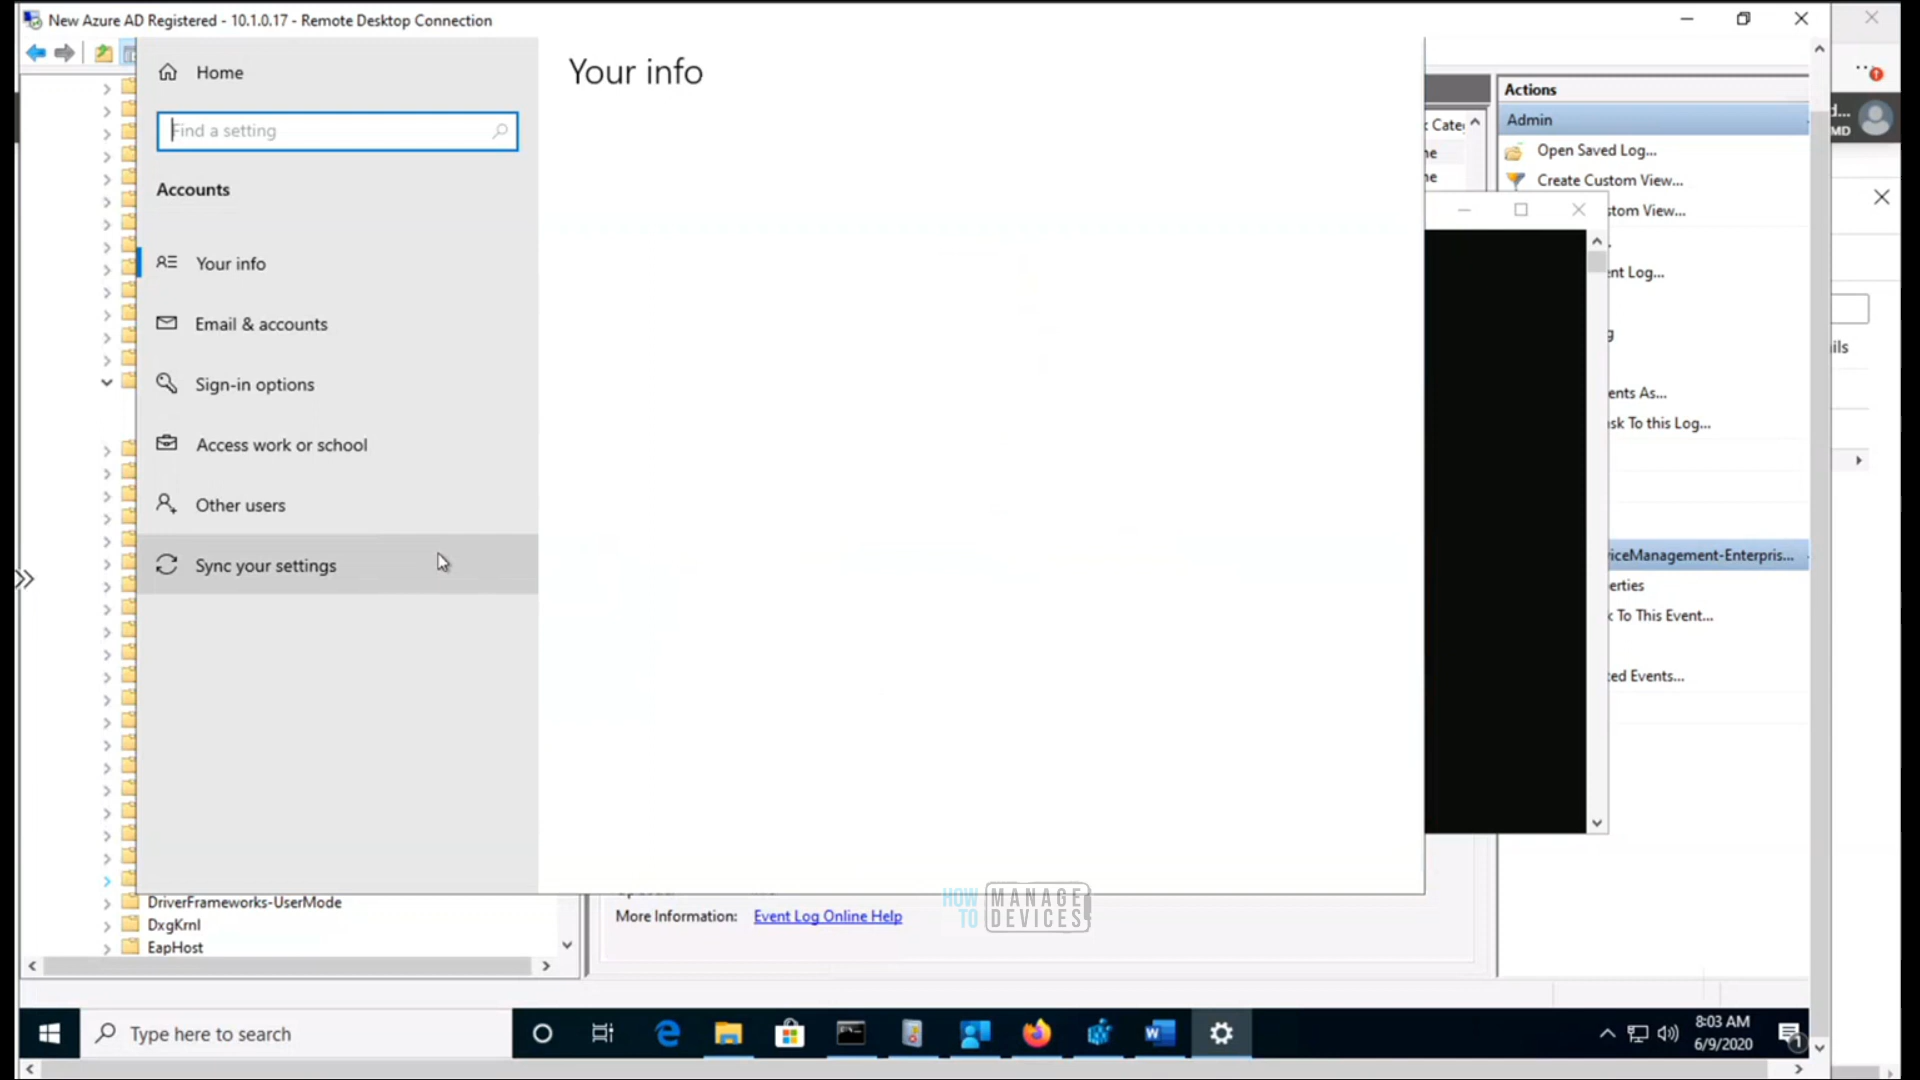 New Azure AD Registered - 10.1.0.17 - Remote Desktop Connection
Home
Find a setting
Accounts
Your info
Email & accounts
Sign-in options
Access work or school
Other users
Sync your settings
Your info
Actions
Admin
Open Saved Log...
Create Custom View...
tom View...
nt Log...
ents As...
sk To this Log...
iceManagement-Enterpris...
erties
To This Event...
ed Events...
MD
ils
DriverFrameworks-UserMode
DxgKrnl
EapHost
More Information: Event Log Online Help
HOW TO MANAGE DEVICES
Type here to search
8:03 AM
6/9/2020
1